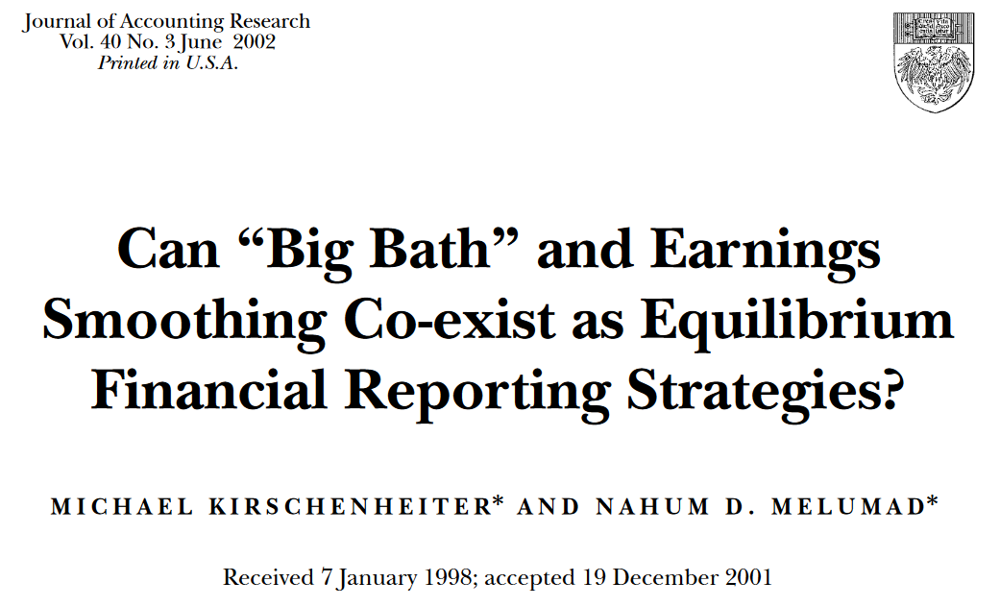 Journal of Accounting Research
Vol. 40 No. 3 June 2002
Printed in U.S.A.
Can “Big Bath” and Earnings
Smoothing Co-exist as Equilibrium
Financial Reporting Strategies?
MICHAEL KIRSCHENHEITER* AND NAHUM D. MELUMAD*
Received 7 January 1998; accepted 19 December 2001